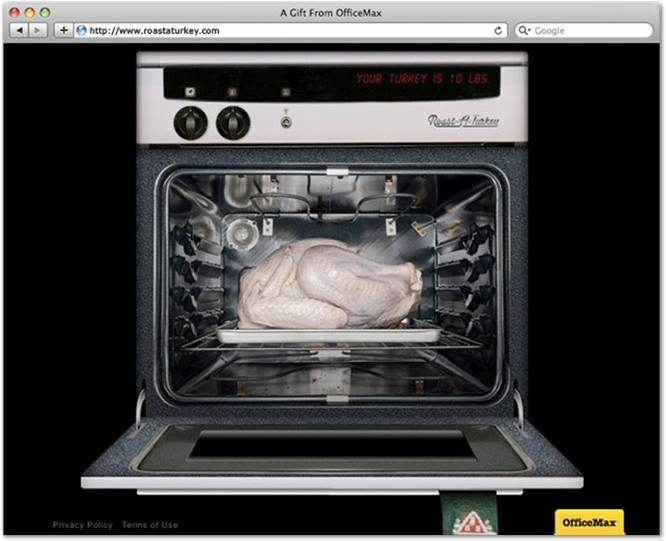 A Gift From OfficeMax
http://www.roastaturkey.com
Google
YOUR TURKEY IS 10 LBS.
Roast-A-Turkey
Privacy Policy Terms of Use
OfficeMax